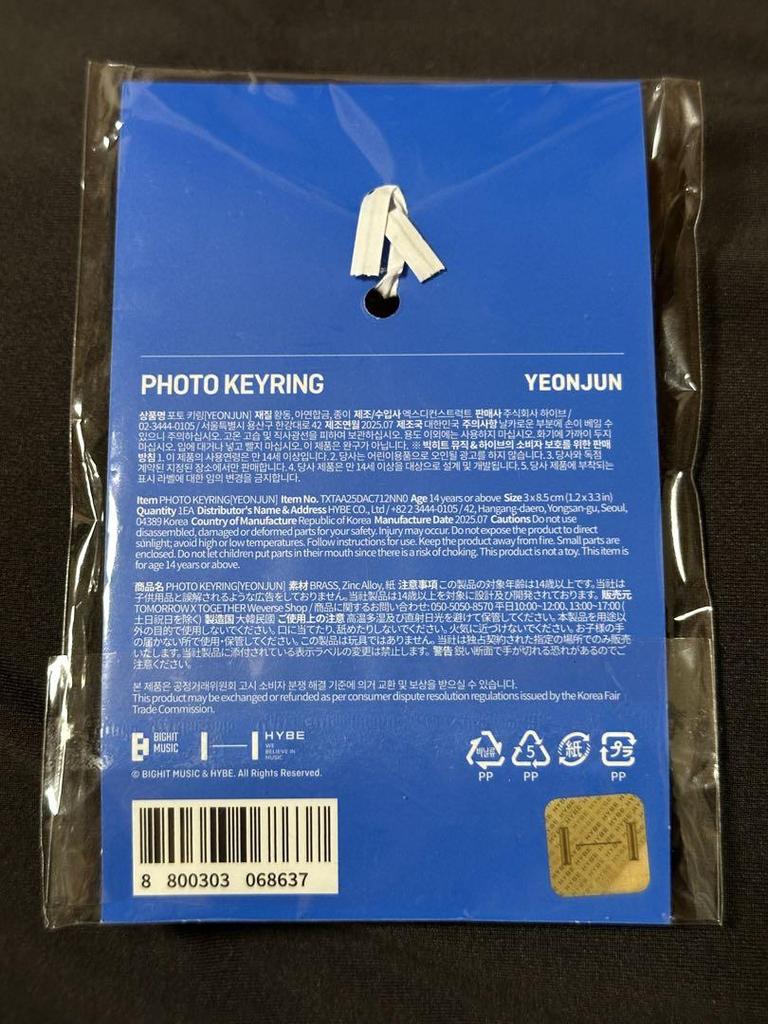 PHOTO KEYRING
YEONJUN
상품명 포토 키링[YEONJUN] 재질 황동, 아연합금, 종이 제조/수입사 엑스디컨스트럭트 판매사 주식회사 하이브 /
02-3444-0105 / 서울특별시 용산구 한강대로 42 제조연월 2025.07 제조국 대한민국 주의사항 날카로운 부분에 손이 베일 수
있으니 주의하십시오. 고온 고습 및 직사광선을 피하여 보관하십시오. 용도 이외에는 사용하지 마십시오. 화기에 가까이 두지
마십시오. 입에 대거나 넣고 빨지 마십시오. 이 제품은 완구가 아닙니다. ※ 빅히트 뮤직 & 하이브의 소비자 보호를 위한 판매
방침 1. 이 제품의 사용연령은 만 14세 이상입니다. 2. 당사는 어린이용품으로 오인될 광고를 하지 않습니다. 3. 당사와 독점
계약된 지정된 장소에서만 판매합니다. 4. 당사 제품은 만 14세 이상을 대상으로 설계 및 개발됩니다. 5. 당사 제품에 부착되는
표시 라벨에 대한 임의 변경을 금지합니다.
Item PHOTO KEYRING[YEONJUN] Item No. TXTAA25DAC712NN0 Age 14 years or above Size 3 x 8.5 cm (1.2 x 3.3 in)
Quantity 1EA Distributor's Name & Address HYBE CO., Ltd / +82 2 3444-0105 / 42, Hangang-daero, Yongsan-gu, Seoul,
04389 Korea Country of Manufacture Republic of Korea Manufacture Date 2025.07 Cautions Do not use
disassembled, damaged or deformed parts for your safety. Injury may occur. Do not expose the product to direct
sunlight; avoid high or low temperatures. Follow instructions for use. Keep the product away from fire. Small parts are
enclosed. Do not let children put parts in their mouth since there is a risk of choking. This product is not a toy. This item is
for age 14 years or above.
商品名 PHOTO KEYRING[YEONJUN] 素材 BRASS, Zinc Alloy, 紙 注意事項 この製品の対象年齢は14歳以上です。当社は
子供用品と誤解されるような広告をしておりません。当社製品は14歳以上を対象に設計及び開発されております。 販売元
TOMORROW X TOGETHER Weverse Shop / 商品に関するお問い合わせ: 050-5050-8570 平日10:00~12:00, 13:00~17:00 (
土日祝日を除く) 製造国 大韓民國 ご使用上の注意 高温多湿及び直射日光を避けて保管してください。本製品を用途以
外の目的で使用しないでください。口に当てたり、舐めたりしないでください。火気に近づけないでください。お子様の手
の届かない所で使用・保管してください。この製品は玩具ではありません。当社は独占契約された指定の場所でのみ販売
いたします。当社製品に添付されている表示ラベルの変更は禁止します。 警告 鋭い断面で手が切れる恐れがあるのでご
注意ください。
본 제품은 공정거래위원회 고시 소비자 분쟁 해결 기준에 의거 교환 및 보상을 받으실 수 있습니다.
This product may be exchanged or refunded as per consumer dispute resolution regulations issued by the Korea Fair
Trade Commission.
BIGHIT
MUSIC
HYBE
WE
BELIEVE IN
MUSIC
비닐류
PP
5
PP
紙
プラ
PP
© BIGHIT MUSIC & HYBE. All Rights Reserved.
8 800303 068637
HYBE